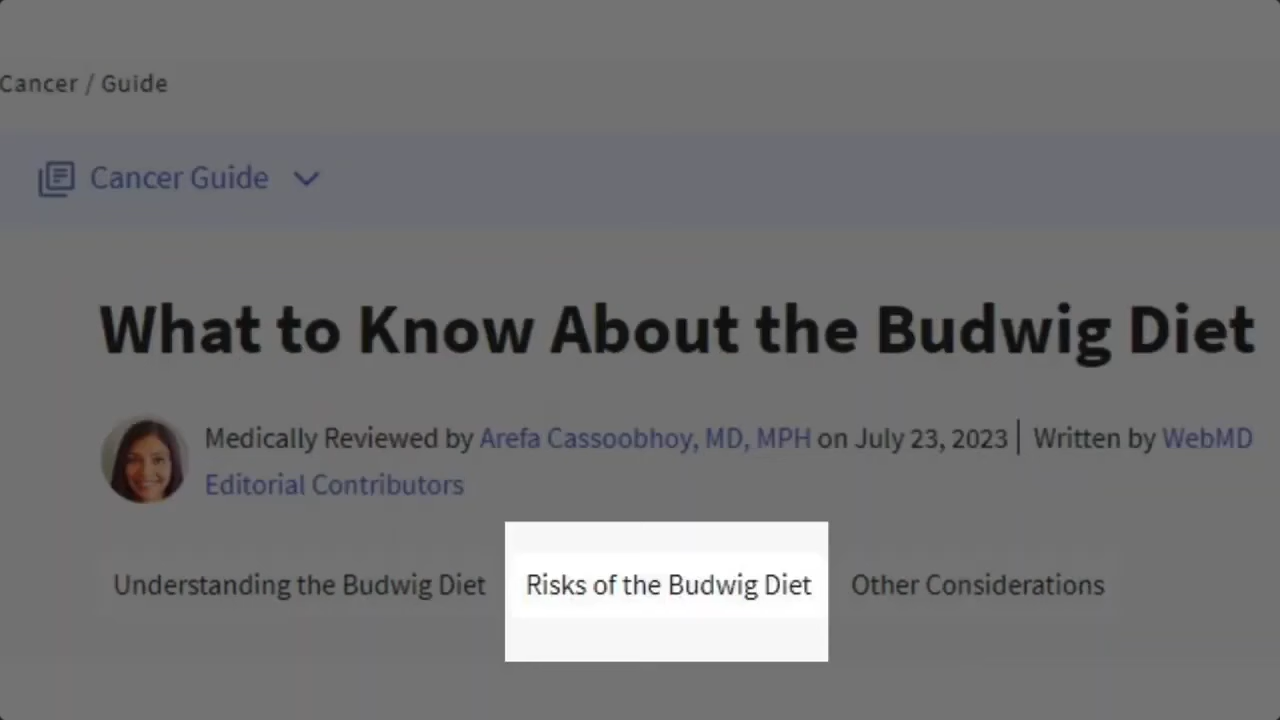 Cancer / Guide
Cancer Guide
What to Know About the Budwig Diet
Medically Reviewed by Arefa Cassoobhoy, MD, MPH on July 23, 2023 | Written by WebMD
Editorial Contributors
Understanding the Budwig Diet Risks of the Budwig Diet Other Considerations